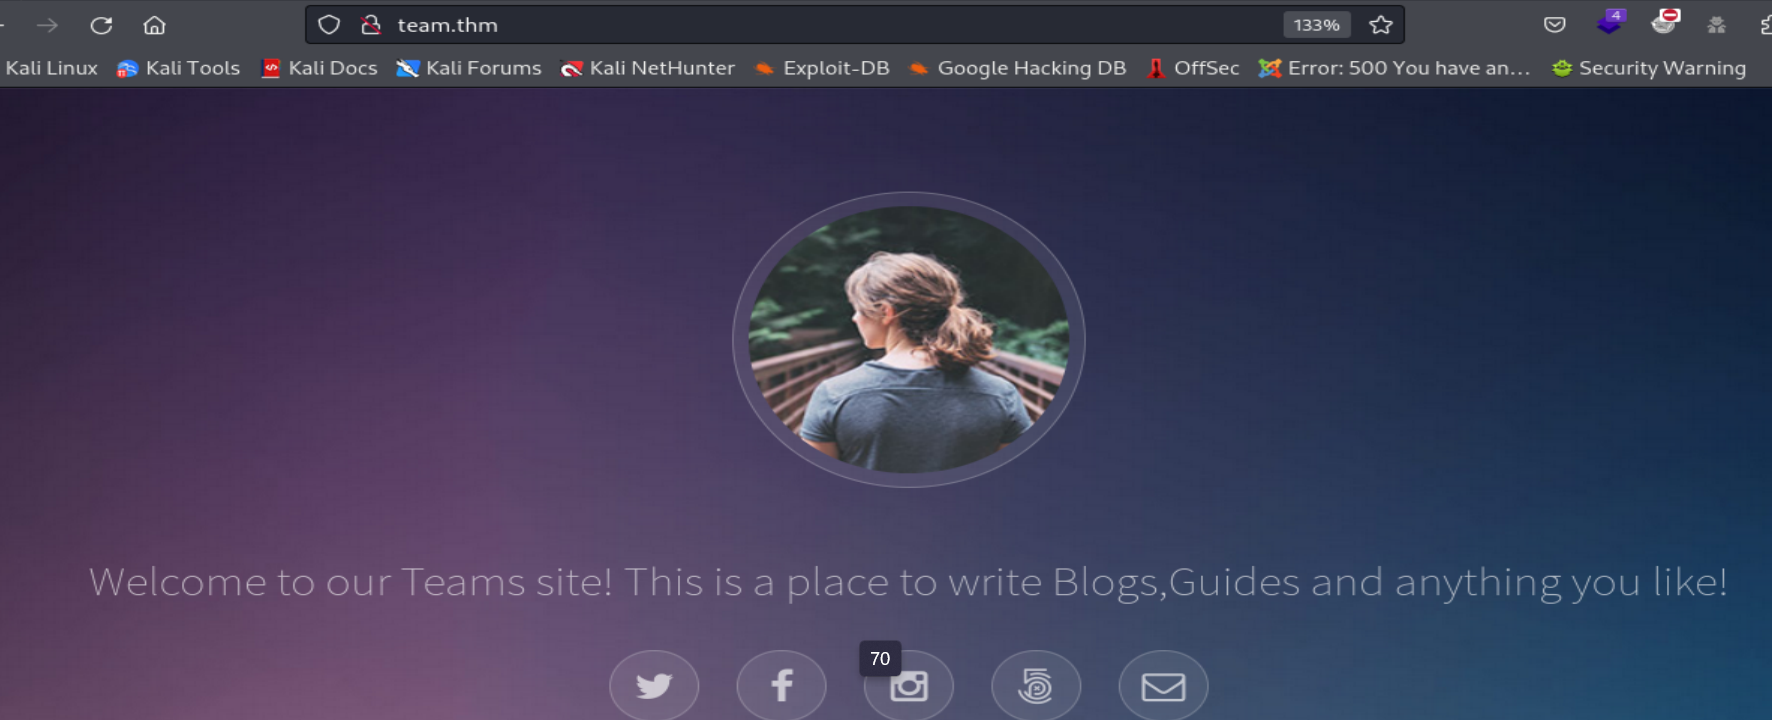 team.thm 133% 4
Kali Linux Kali Tools Kali Docs Kali Forums Kali NetHunter Exploit-DB Google Hacking DB OffSec Error: 500 You have an... Security Warning
Welcome to our Teams site! This is a place to write Blogs,Guides and anything you like!
70